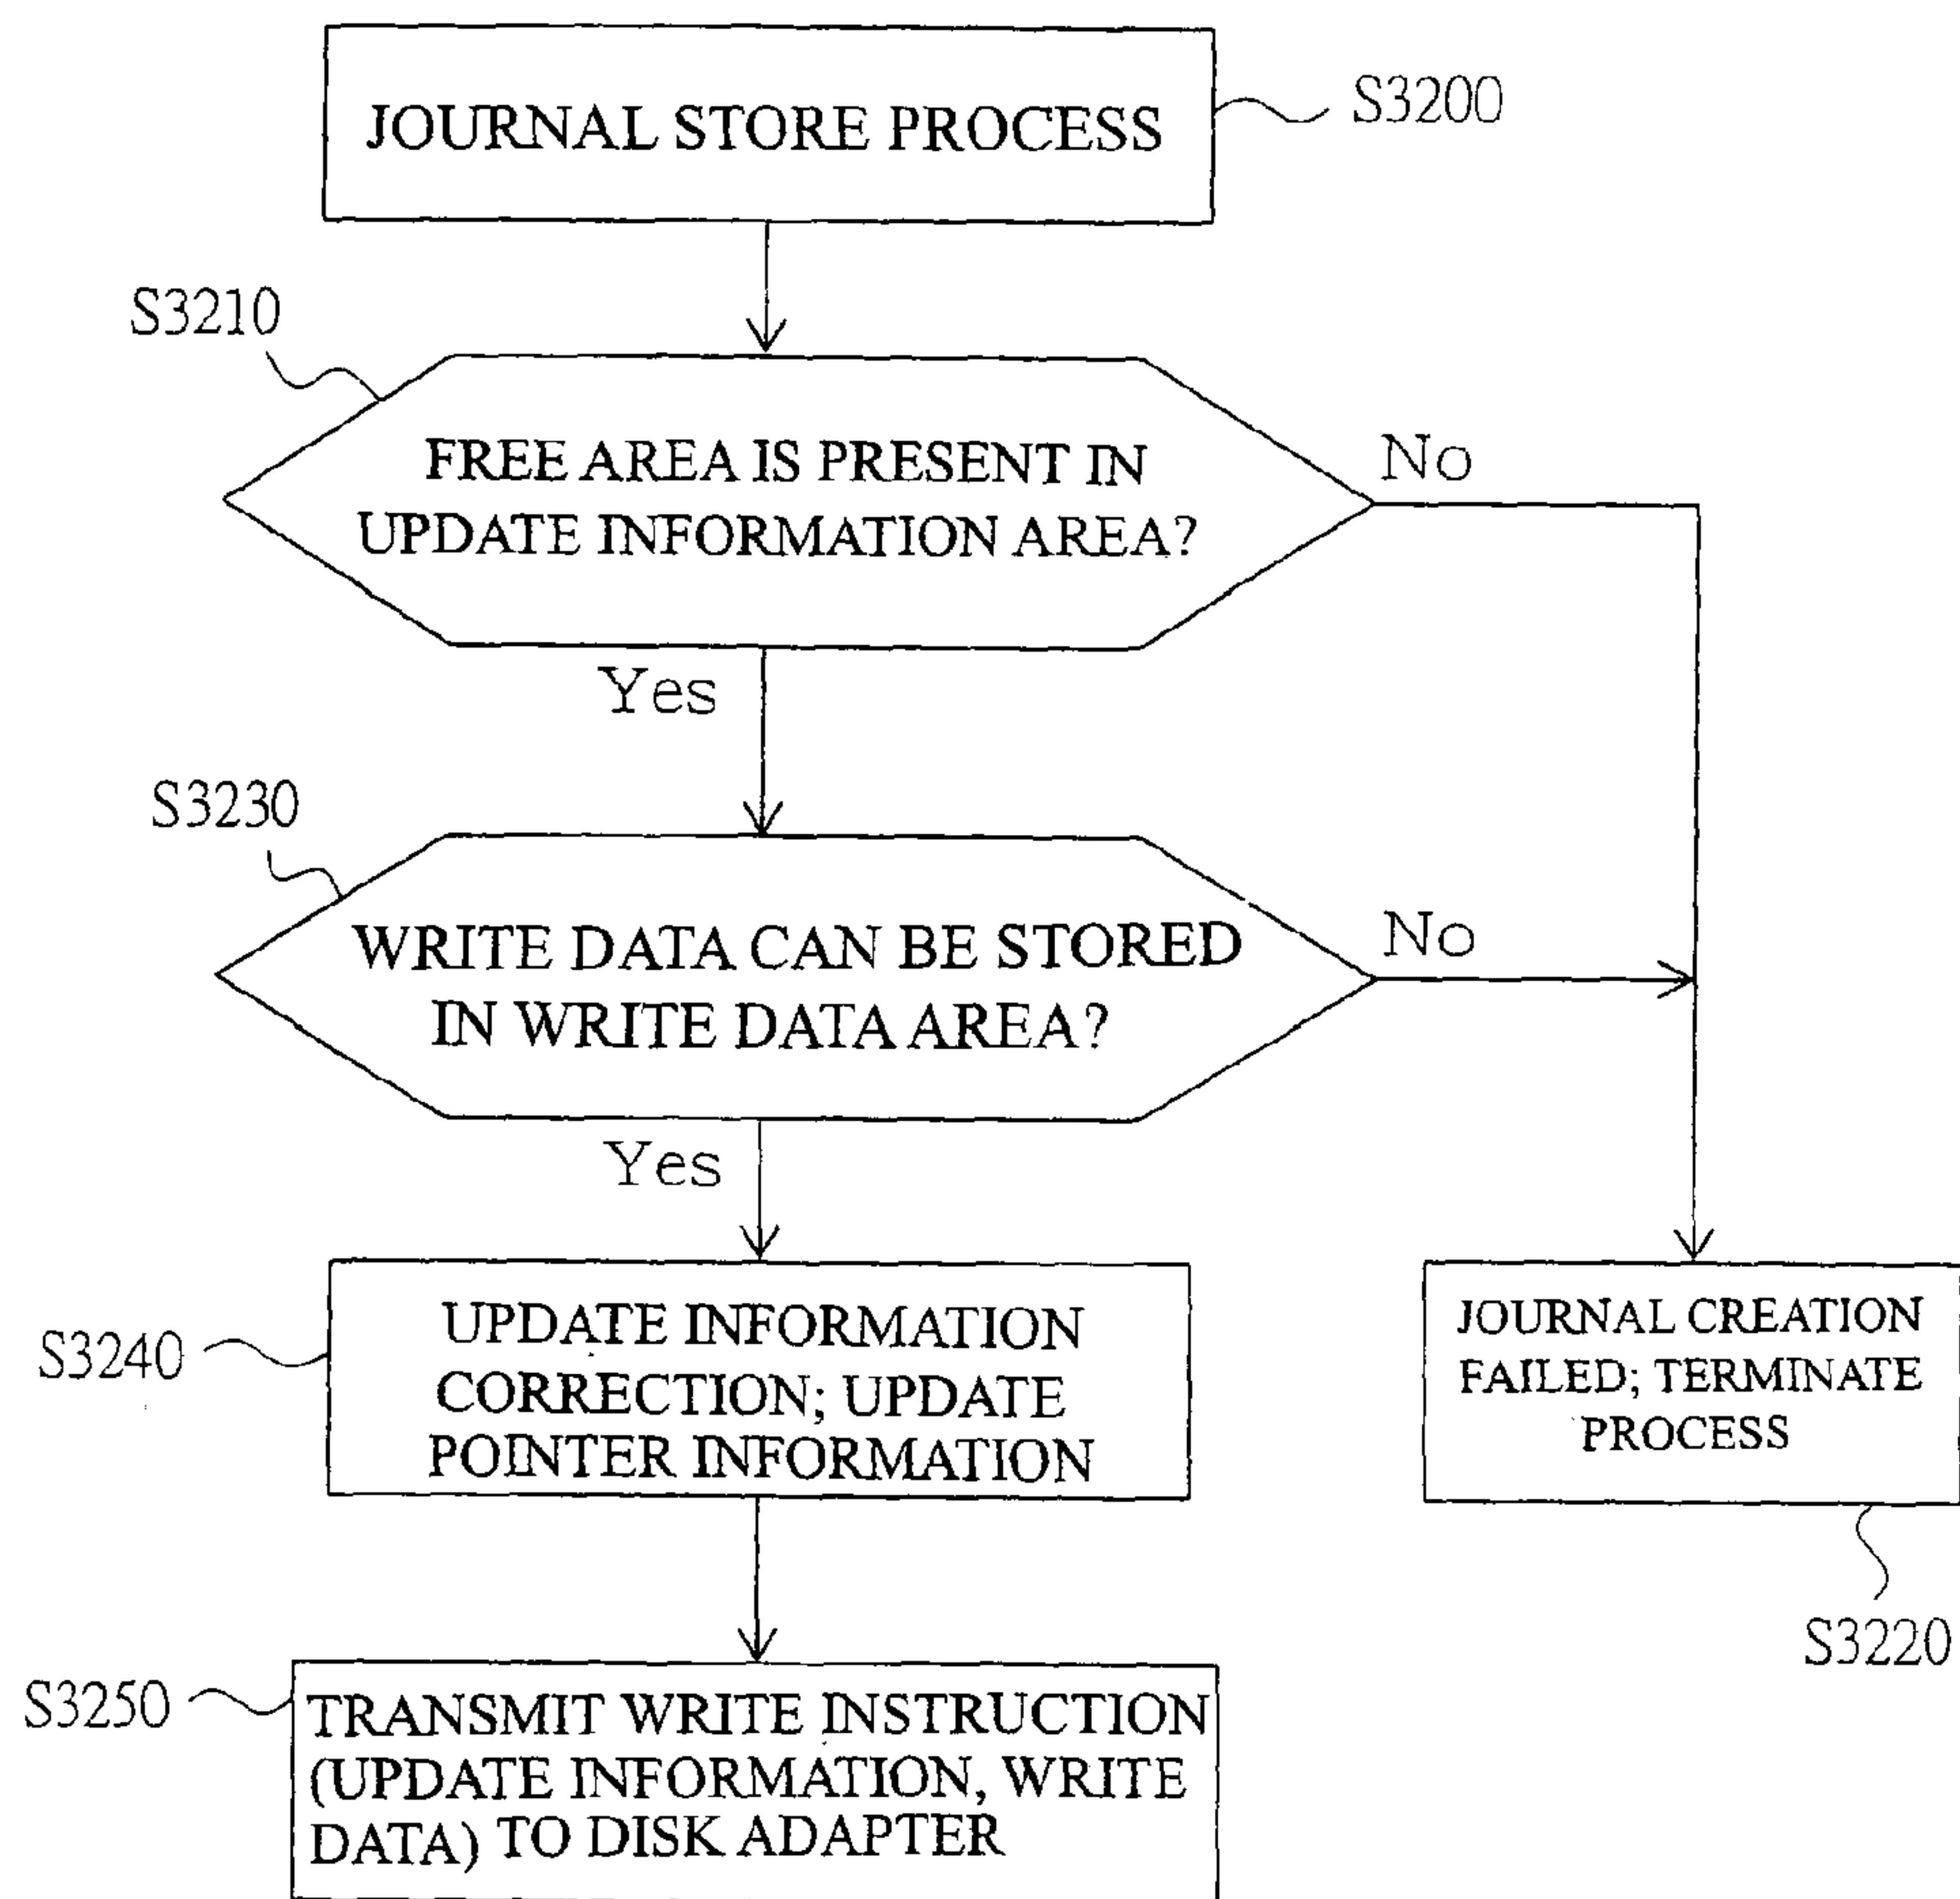 JOURNAL STORE PROCESS
S3200
S3210
FREE AREA IS PRESENT IN
UPDATE INFORMATION AREA?
No
Yes
S3230
WRITE DATA CAN BE STORED
IN WRITE DATA AREA?
No
Yes
S3240
UPDATE INFORMATION
CORRECTION; UPDATE
POINTER INFORMATION
JOURNAL CREATION
FAILED; TERMINATE
PROCESS
S3220
S3250
TRANSMIT WRITE INSTRUCTION
(UPDATE INFORMATION, WRITE
DATA) TO DISK ADAPTER